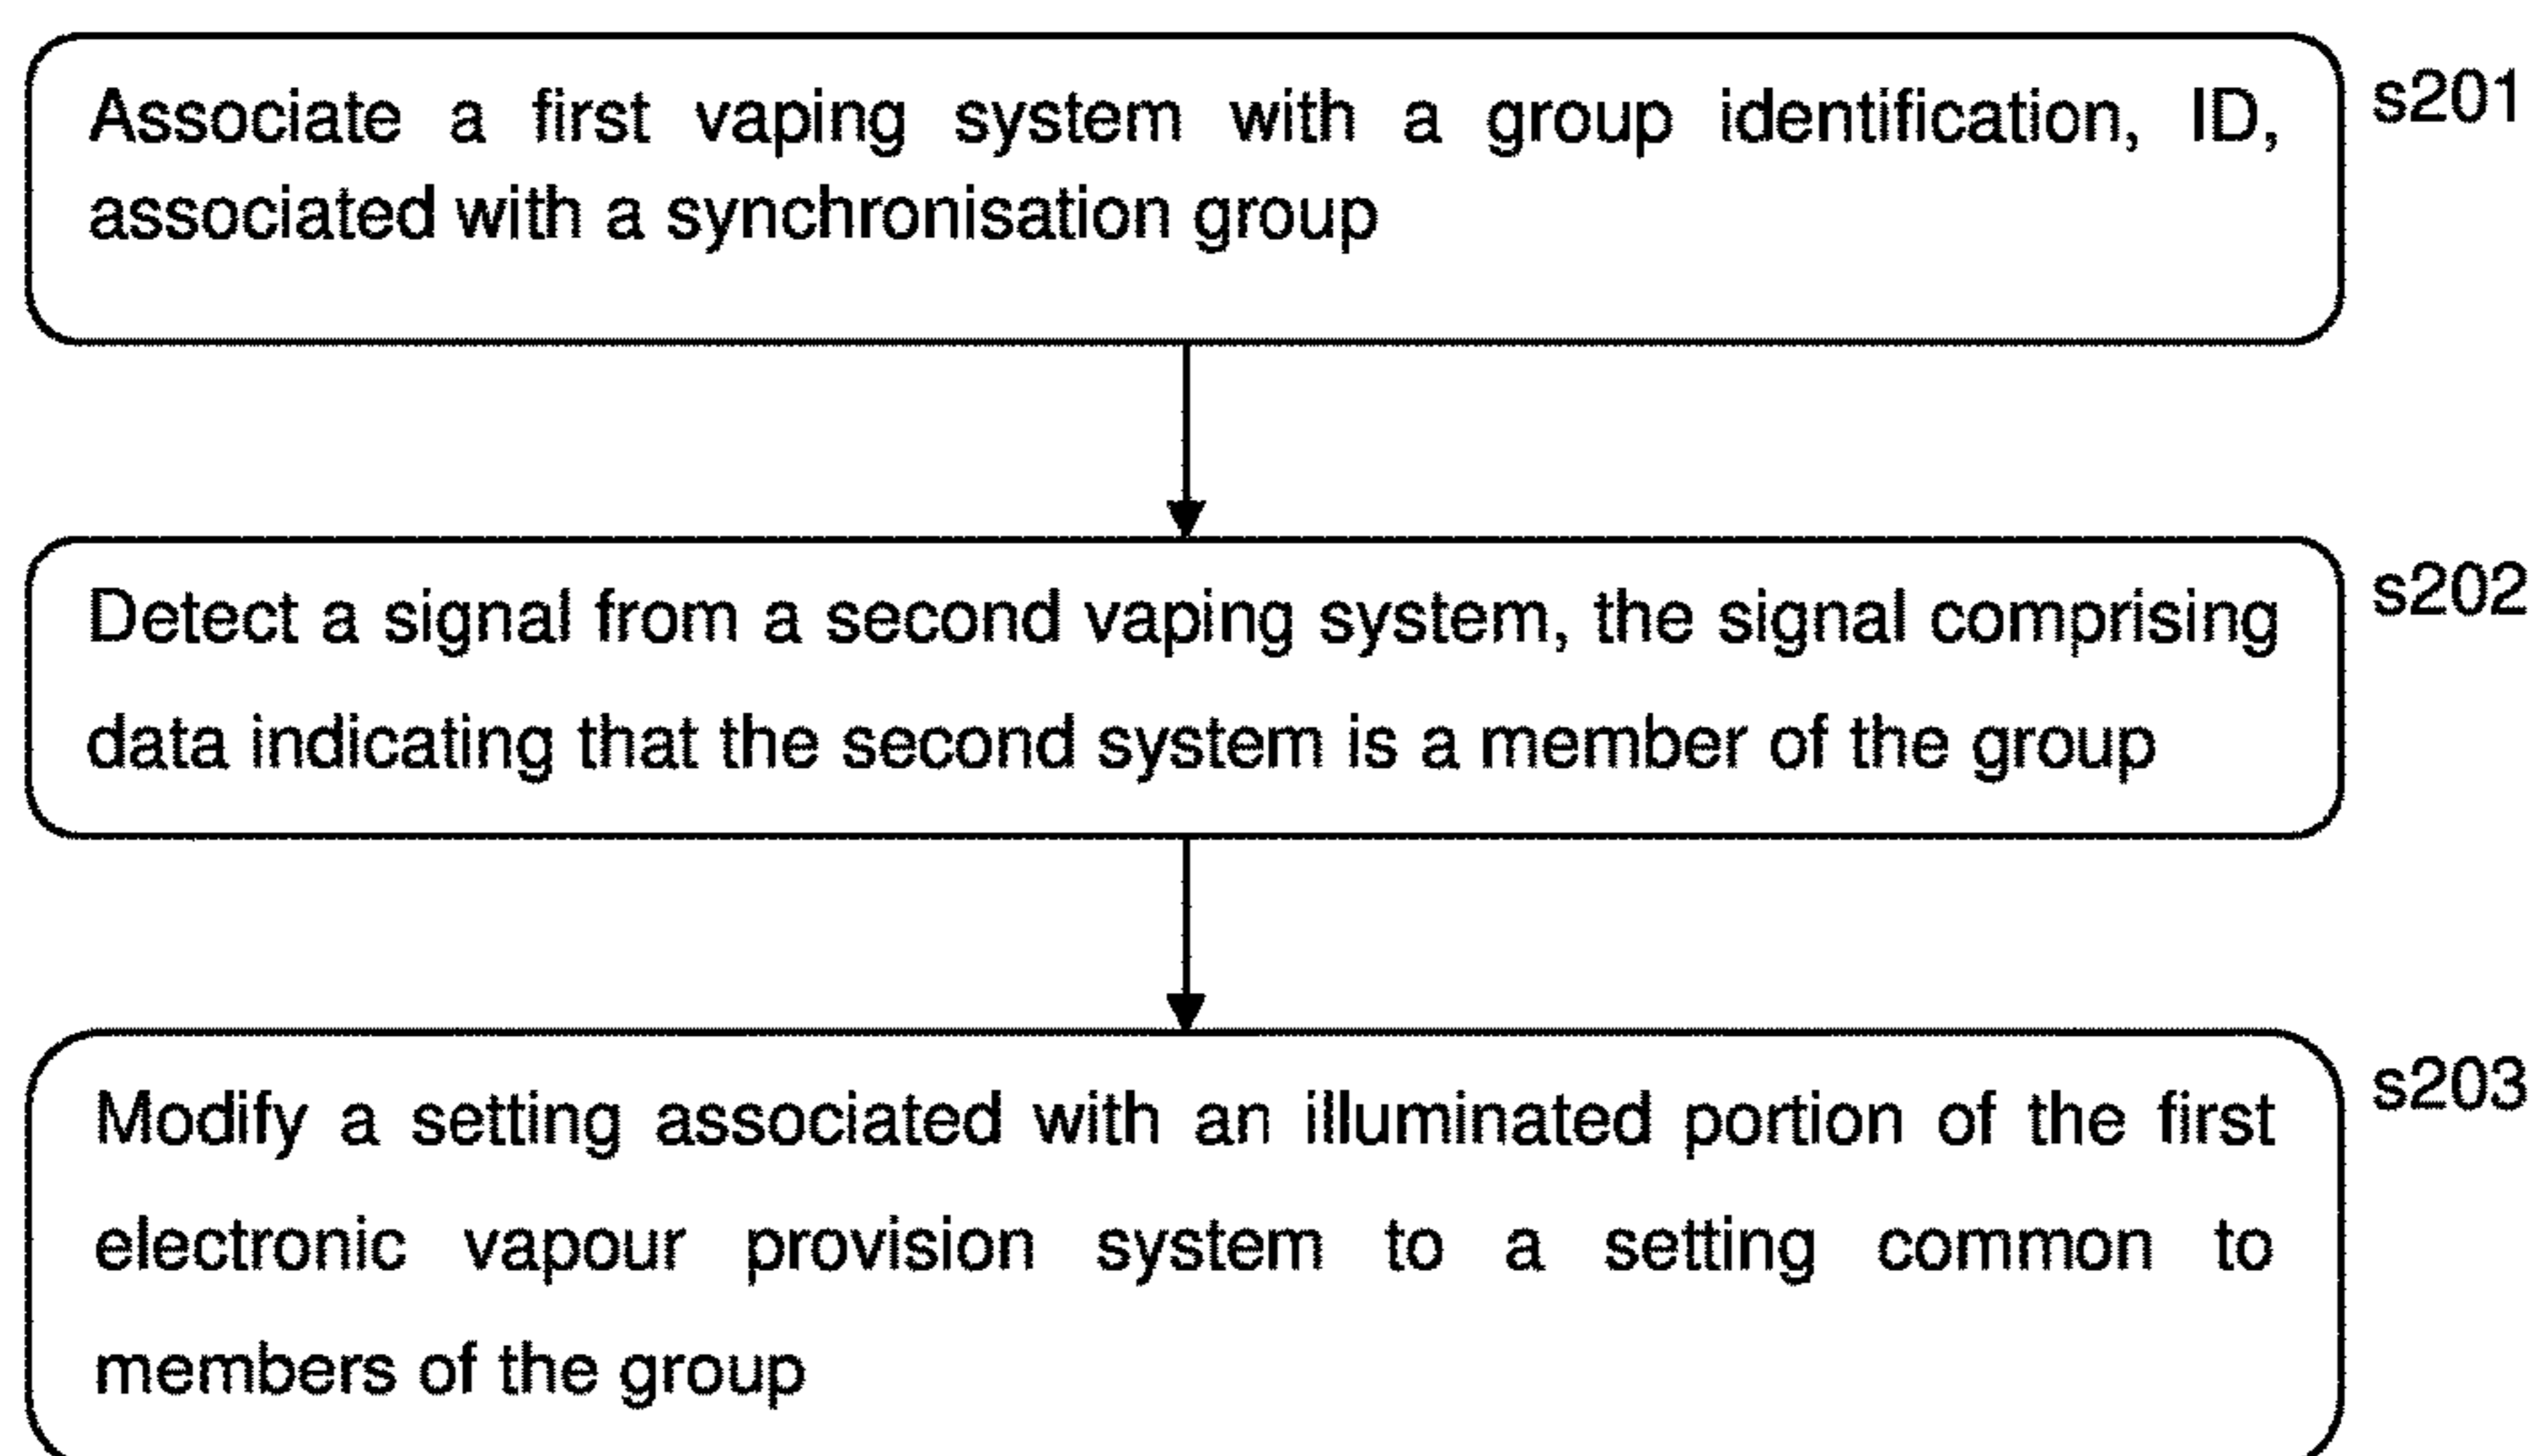 Associate a first vaping system with a group identification, ID, s201
associated with a synchronisation group
Detect a signal from a second vaping system, the signal comprising s202
data indicating that the second system is a member of the group
Modify a setting associated with an illuminated portion of the first s203
electronic vapour provision system to a setting common to
members of the group